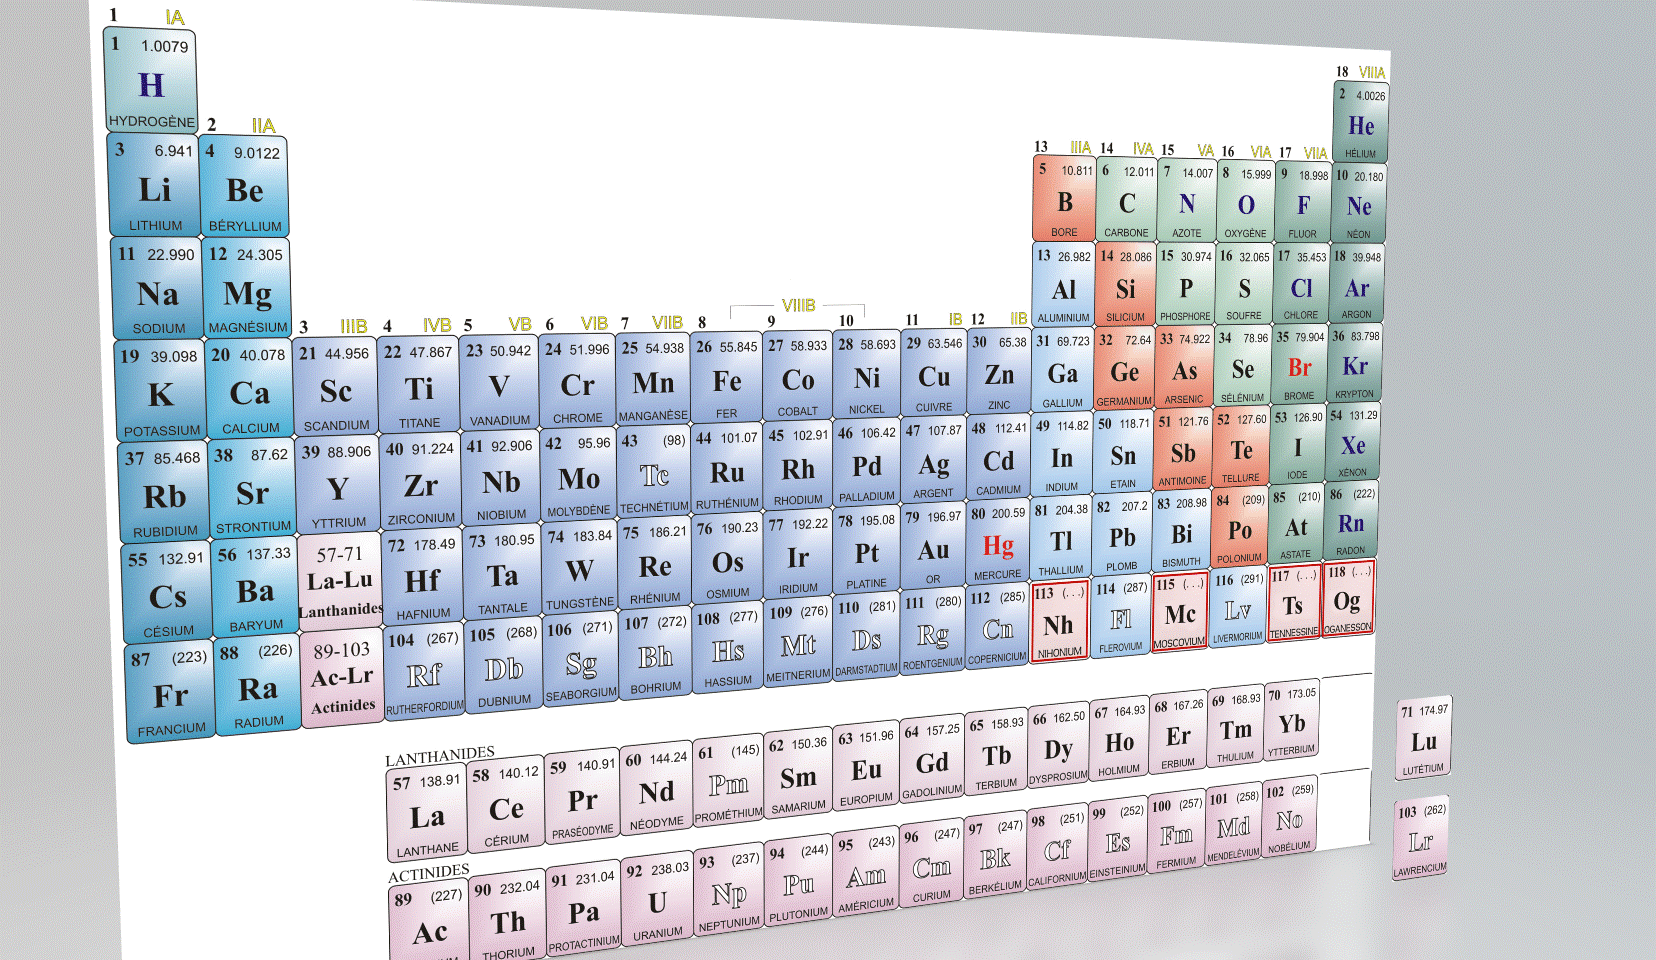 1 IA
18 VIIIA
1 1.0079
H
HYDROGÈNE
2 4.0026
He
HÉLIUM
2 IIA
13 IIIA 14 IVA 15 VA 16 VIA 17 VIIA
3 6.941 4 9.0122 5 10.811 6 12.011 7 14.007 8 15.999 9 18.998 10 20.180
Li Be B C N O F Ne
LITHIUM BÉRYLLIUM BORE CARBONE AZOTE OXYGÈNE FLUOR NÉON
11 22.990 12 24.305 13 26.982 14 28.086 15 30.974 16 32.065 17 35.453 18 39.948
Na Mg Al Si P S Cl Ar
SODIUM MAGNÉSIUM ALUMINIUM SILICIUM PHOSPHORE SOUFRE CHLORE ARGON
3 IIIB 4 IVB 5 VB 6 VIB 7 VIIB 8 9 10 VIIIB 11 IB 12 IIB
19 39.098 20 40.078 21 44.956 22 47.867 23 50.942 24 51.996 25 54.938 26 55.845 27 58.933 28 58.693 29 63.546 30 65.38 31 69.723 32 72.64 33 74.922 34 78.96 35 79.904 36 83.798
K Ca Sc Ti V Cr Mn Fe Co Ni Cu Zn Ga Ge As Se Br Kr
POTASSIUM CALCIUM SCANDIUM TITANE VANADIUM CHROME MANGANÈSE FER COBALT NICKEL CUIVRE ZINC GALLIUM GERMANIUM ARSENIC SÉLÉNIUM BROME KRYPTON
37 85.468 38 87.62 39 88.906 40 91.224 41 92.906 42 95.96 43 (98) 44 101.07 45 102.91 46 106.42 47 107.87 48 112.41 49 114.82 50 118.71 51 121.76 52 127.60 53 126.90 54 131.29
Rb Sr Y Zr Nb Mo Tc Ru Rh Pd Ag Cd In Sn Sb Te I Xe
RUBIDIUM STRONTIUM YTTRIUM ZIRCONIUM NIOBIUM MOLYBDÈNE TECHNÉTIUM RUTHÉNIUM RHODIUM PALLADIUM ARGENT CADMIUM INDIUM ETAIN ANTIMOINE TELLURE IODE XÉNON
55 132.91 56 137.33 57-71 72 178.49 73 180.95 74 183.84 75 186.21 76 190.23 77 192.22 78 195.08 79 196.97 80 200.59 81 204.38 82 207.2 83 208.98 84 (209) 85 (210) 86 (222)
Cs Ba La-Lu Hf Ta W Re Os Ir Pt Au Hg Tl Pb Bi Po At Rn
CÉSIUM BARYUM Lanthanides HAFNIUM TANTALE TUNGSTÈNE RHÉNIUM OSMIUM IRIDIUM PLATINE OR MERCURE THALLIUM PLOMB BISMUTH POLONIUM ASTATE RADON
87 (223) 88 (226) 89-103 104 (267) 105 (268) 106 (271) 107 (272) 108 (277) 109 (276) 110 (281) 111 (280) 112 (285) 113 (...) 114 (287) 115 (...) 116 (291) 117 (...) 118 (...)
Fr Ra Ac-Lr Rf Db Sg Bh Hs Mt Ds Rg Cn Nh Fl Mc Lv Ts Og
FRANCIUM RADIUM Actinides RUTHERFORDIUM DUBNIUM SEABORGIUM BOHRIUM HASSIUM MEITNERIUM DARMSTADTIUM ROENTGENIUM COPERNICIUM NIHONIUM FLEROVIUM MOSCOVIUM LIVERMORIUM TENNESSINE OGANESSON
LANTHANIDES
57 138.91 58 140.12 59 140.91 60 144.24 61 (145) 62 150.36 63 151.96 64 157.25 65 158.93 66 162.50 67 164.93 68 167.26 69 168.93 70 173.05 71 174.97
La Ce Pr Nd Pm Sm Eu Gd Tb Dy Ho Er Tm Yb Lu
LANTHANE CÉRIUM PRASÉODYME NÉODYME PROMÉTHIUM SAMARIUM EUROPIUM GADOLINIUM TERBIUM DYSPROSIUM HOLMIUM ERBIUM THULIUM YTTERBIUM LUTÉTIUM
ACTINIDES
89 (227) 90 232.04 91 231.04 92 238.03 93 (237) 94 (244) 95 (243) 96 (247) 97 (247) 98 (251) 99 (252) 100 (257) 101 (258) 102 (259) 103 (262)
Ac Th Pa U Np Pu Am Cm Bk Cf Es Fm Md No Lr
THORIUM PROTACTINIUM URANIUM NEPTUNIUM PLUTONIUM AMÉRICIUM CURIUM BERKÉLIUM CALIFORNIUM EINSTEINIUM FERMIUM MENDELÉVIUM NOBÉLIUM LAWRENCIUM